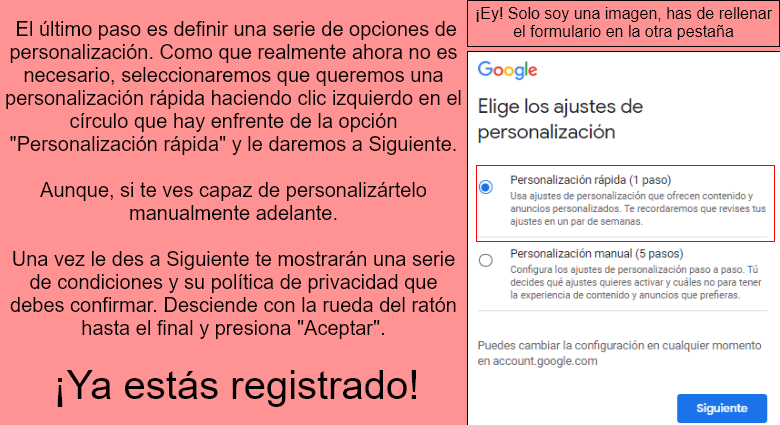 El último paso es definir una serie de opciones de
personalización. Como que realmente ahora no es
necesario, seleccionaremos que queremos una
personalización rápida haciendo clic izquierdo en el
círculo que hay enfrente de la opción
"Personalización rápida" y le daremos a Siguiente.
Aunque, si te ves capaz de personalizártelo
manualmente adelante.
Una vez le des a Siguiente te mostrarán una serie
de condiciones y su política de privacidad que
debes confirmar. Desciende con la rueda del ratón
hasta el final y presiona "Aceptar".
¡Ya estás registrado!
¡Ey! Solo soy una imagen, has de rellenar
el formulario en la otra pestaña
Google
Elige los ajustes de
personalización
Personalización rápida (1 paso)
Usa ajustes de personalización que ofrecen contenido y
anuncios personalizados. Te recordaremos que revises tus
ajustes en un par de semanas.
Personalización manual (5 pasos)
Configura los ajustes de personalización paso a paso. Tú
decides qué ajustes quieres activar y cuáles no para tener
la experiencia de contenido y anuncios que prefieras.
Puedes cambiar la configuración en cualquier momento
en account.google.com
Siguiente